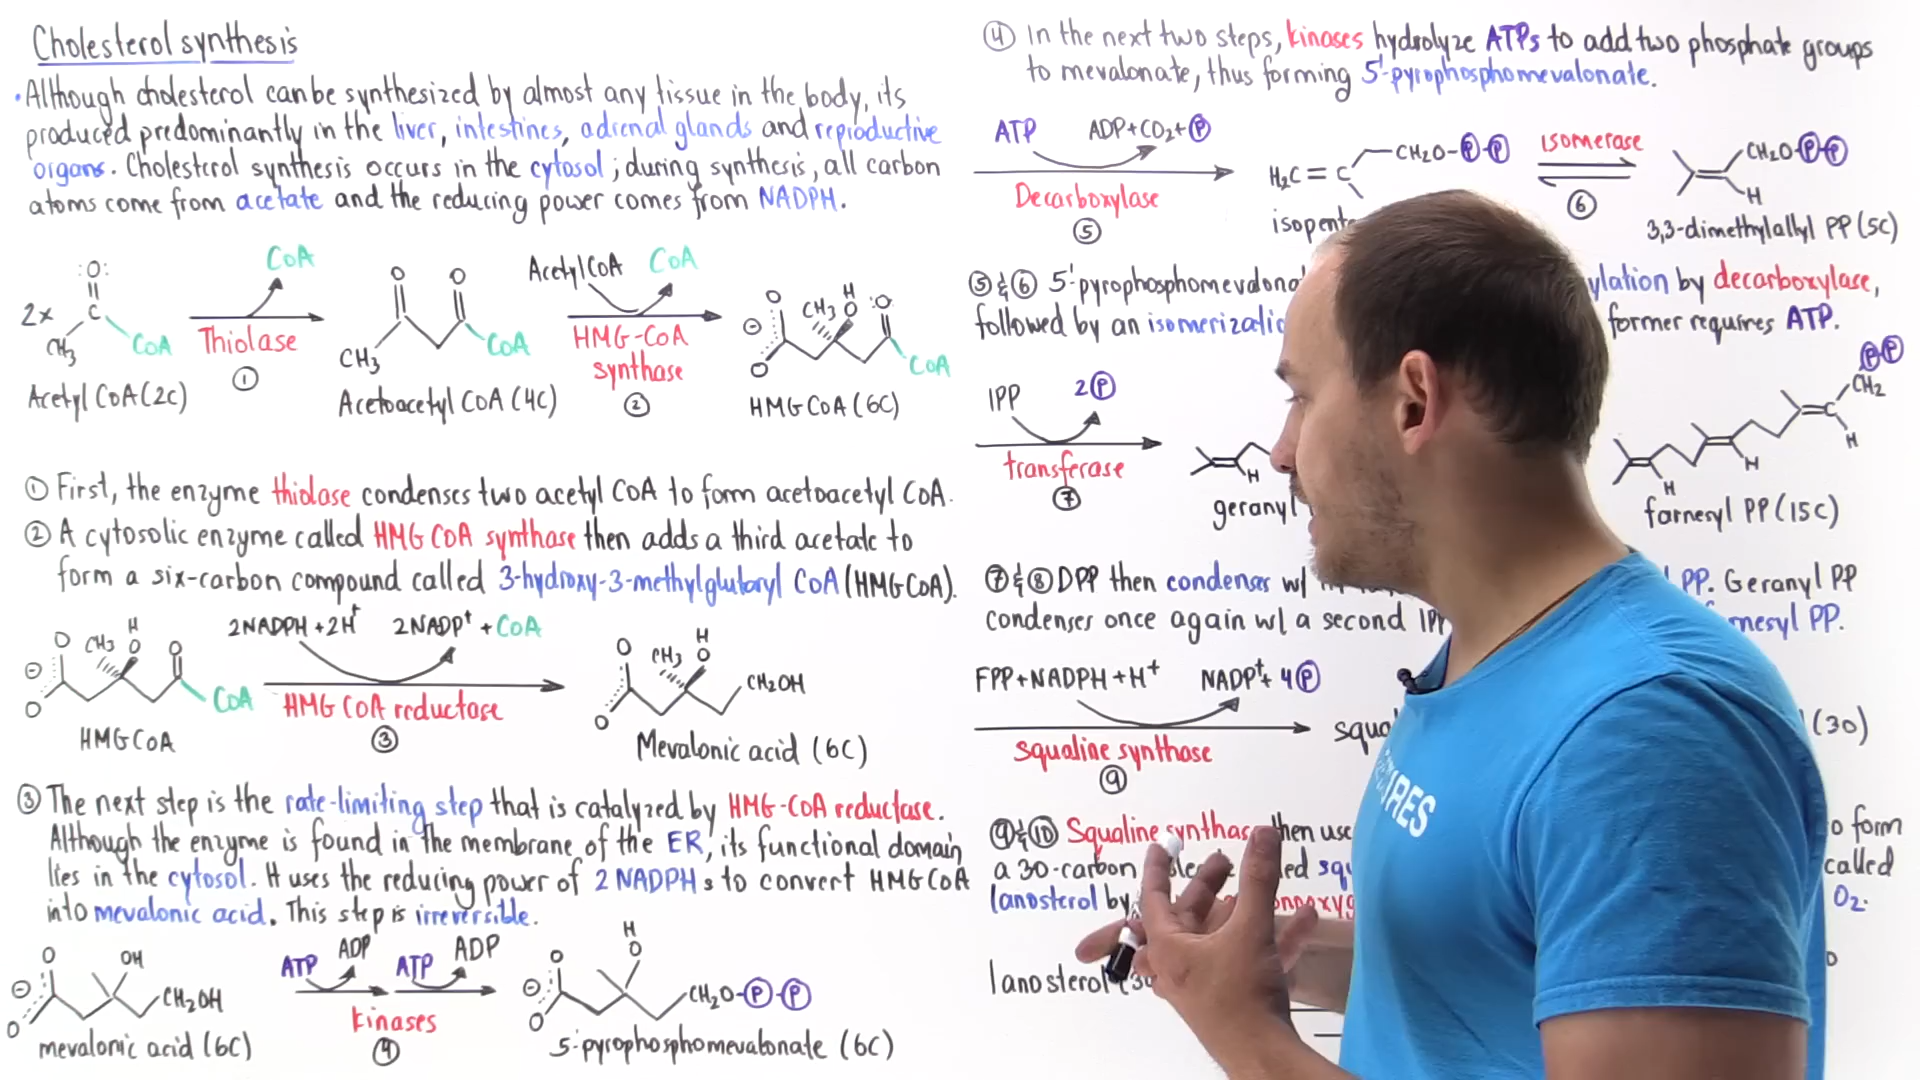 Cholesterol synthesis
•Although cholesterol can be synthesized by almost any tissue in the body, its
produced predominantly in the liver, intestines, adrenal glands and reproductive
organs. Cholesterol synthesis occurs in the cytosol; during synthesis, all carbon
atoms come from acetate and the reducing power comes from NADPH.
CoA
Acetyl CoA CoA
2x :O: C CH3 CoA
Thiolase
①
O O
CH3 CoA
HMG-CoA
synthase
②
O CH3 H O :O: ⊖ O CoA
Acetyl CoA (2C)
Acetoacetyl CoA (4C)
HMG CoA (6C)
① First, the enzyme thiolase condenses two acetyl CoA to form acetoacetyl CoA.
② A cytosolic enzyme called HMG CoA synthase then adds a third acetate to
form a six-carbon compound called 3-hydroxy-3-methylglutaryl CoA (HMG CoA).
2NADPH + 2H+ 2NADP+ + CoA
O CH3 H O O ⊖ O CoA
HMG CoA reductase
③
O CH3 H O CH2OH O
HMG CoA
Mevalonic acid (6C)
③ The next step is the rate-limiting step that is catalyzed by HMG-CoA reductase.
Although the enzyme is found in the membrane of the ER, its functional domain
lies in the cytosol. It uses the reducing power of 2 NADPHs to convert HMG CoA
into mevalonic acid. This step is irreversible.
O OH ⊖ O CH2OH
ATP ADP ATP ADP
kinases
④
O H O ⊖ O CH2O-Ⓟ-Ⓟ
mevalonic acid (6C)
5-pyrophosphomevalonate (6C)
④ In the next two steps, kinases hydrolyze ATPs to add two phosphate groups
to mevalonate, thus forming 5'-pyrophosphomevalonate.
ATP ADP+CO2+Ⓟ
Decarboxylase
⑤
H2C=C CH2O-Ⓟ-Ⓟ
isomerase
⑥
CH2O-Ⓟ-Ⓟ H
3,3-dimethylallyl PP (5C)
⑤&⑥ 5'-pyrophosphomevalona by decarboxylase,
followed by an former requires ATP.
IPP 2Ⓟ
transferase
⑦
H
geranyl
ⓅⓅ CH2 C H H H
farnesyl PP (15C)
⑦&⑧ DPP then condenses w/ PP. Geranyl PP
condenses once again w/ a second IPP PP.
FPP+NADPH+H+ NADP+ + 4Ⓟ
Squaline synthase
⑨
(30)
⑨&⑩ Squaline synthase then use form
a 30-carbon called
lanosterol by O2.
lanosterol